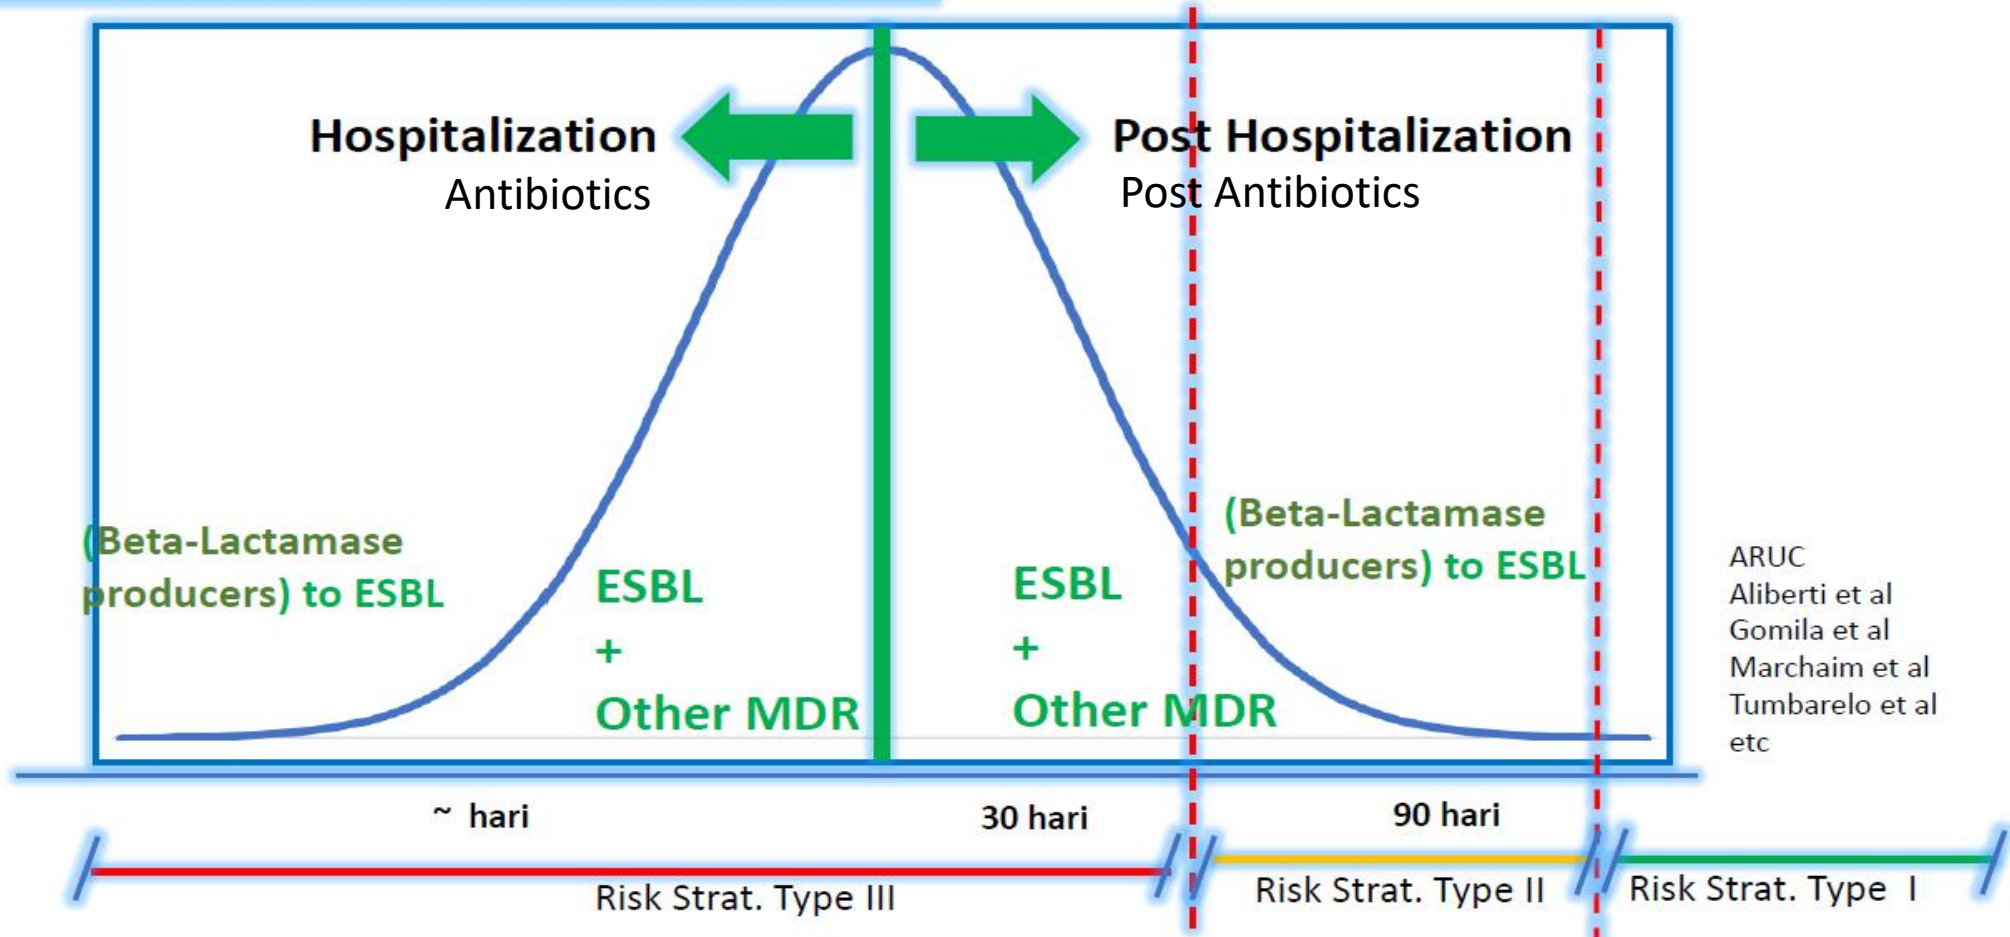 Hospitalization
Antibiotics
Post Hospitalization
Post Antibiotics
(Beta-Lactamase
producers) to ESBL
ESBL
+
Other MDR
ESBL
+
Other MDR
(Beta-Lactamase
producers) to ESBL
ARUC
Aliberti et al
Gomila et al
Marchaim et al
Tumbarelo et al
etc
~ hari
30 hari
90 hari
Risk Strat. Type III
Risk Strat. Type II
Risk Strat. Type I